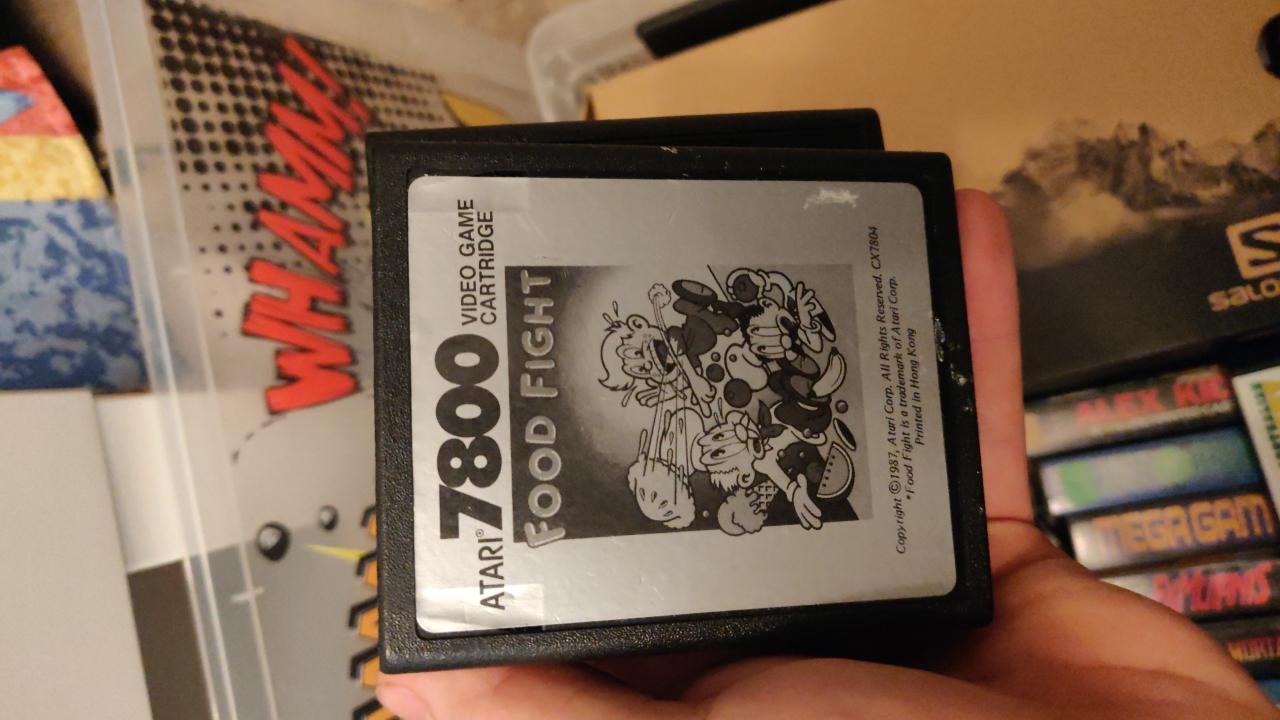 WHAMM!
ATARI® 7800 VIDEO GAME
CARTRIDGE
FOOD FIGHT
Copyright ©1987, Atari Corp. All Rights Reserved. CX7804
*Food Fight is a trademark of Atari Corp.
Printed in Hong Kong
ALEX KI
MEGA GAM